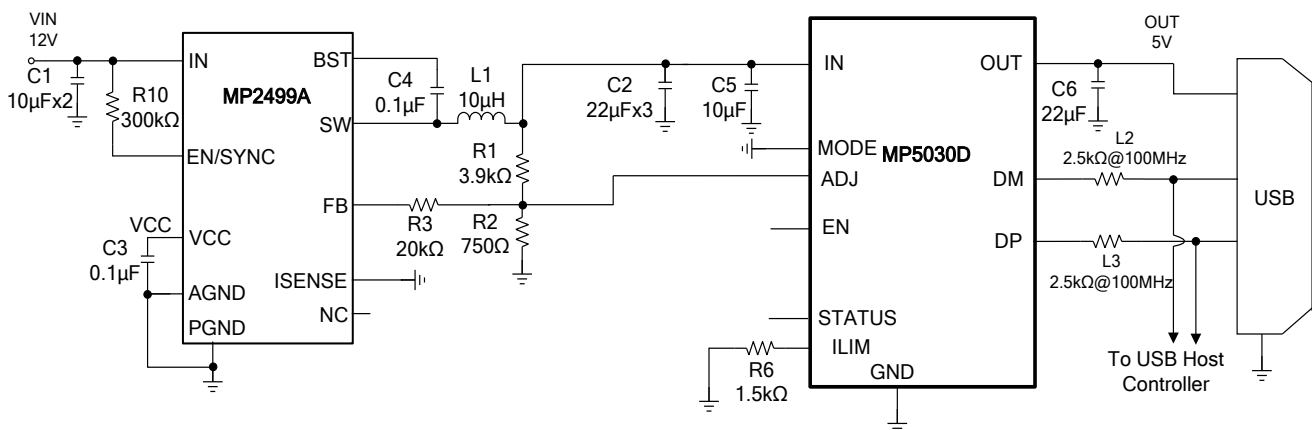 VIN
12V
C1
10µFx2
R10
300kΩ
IN
MP2499A
BST
SW
EN/SYNC
FB
VCC
VCC
C3
0.1µF
AGND
PGND
ISENSE
NC
C4
0.1µF
L1
10µH
R1
3.9kΩ
R3
20kΩ
R2
750Ω
C2
22µFx3
C5
10µF
IN
MODE
MP5030D
ADJ
EN
STATUS
ILIM
GND
R6
1.5kΩ
OUT
DM
DP
OUT
5V
C6
22µF
L2
2.5kΩ@100MHz
L3
2.5kΩ@100MHz
USB
To USB Host
Controller